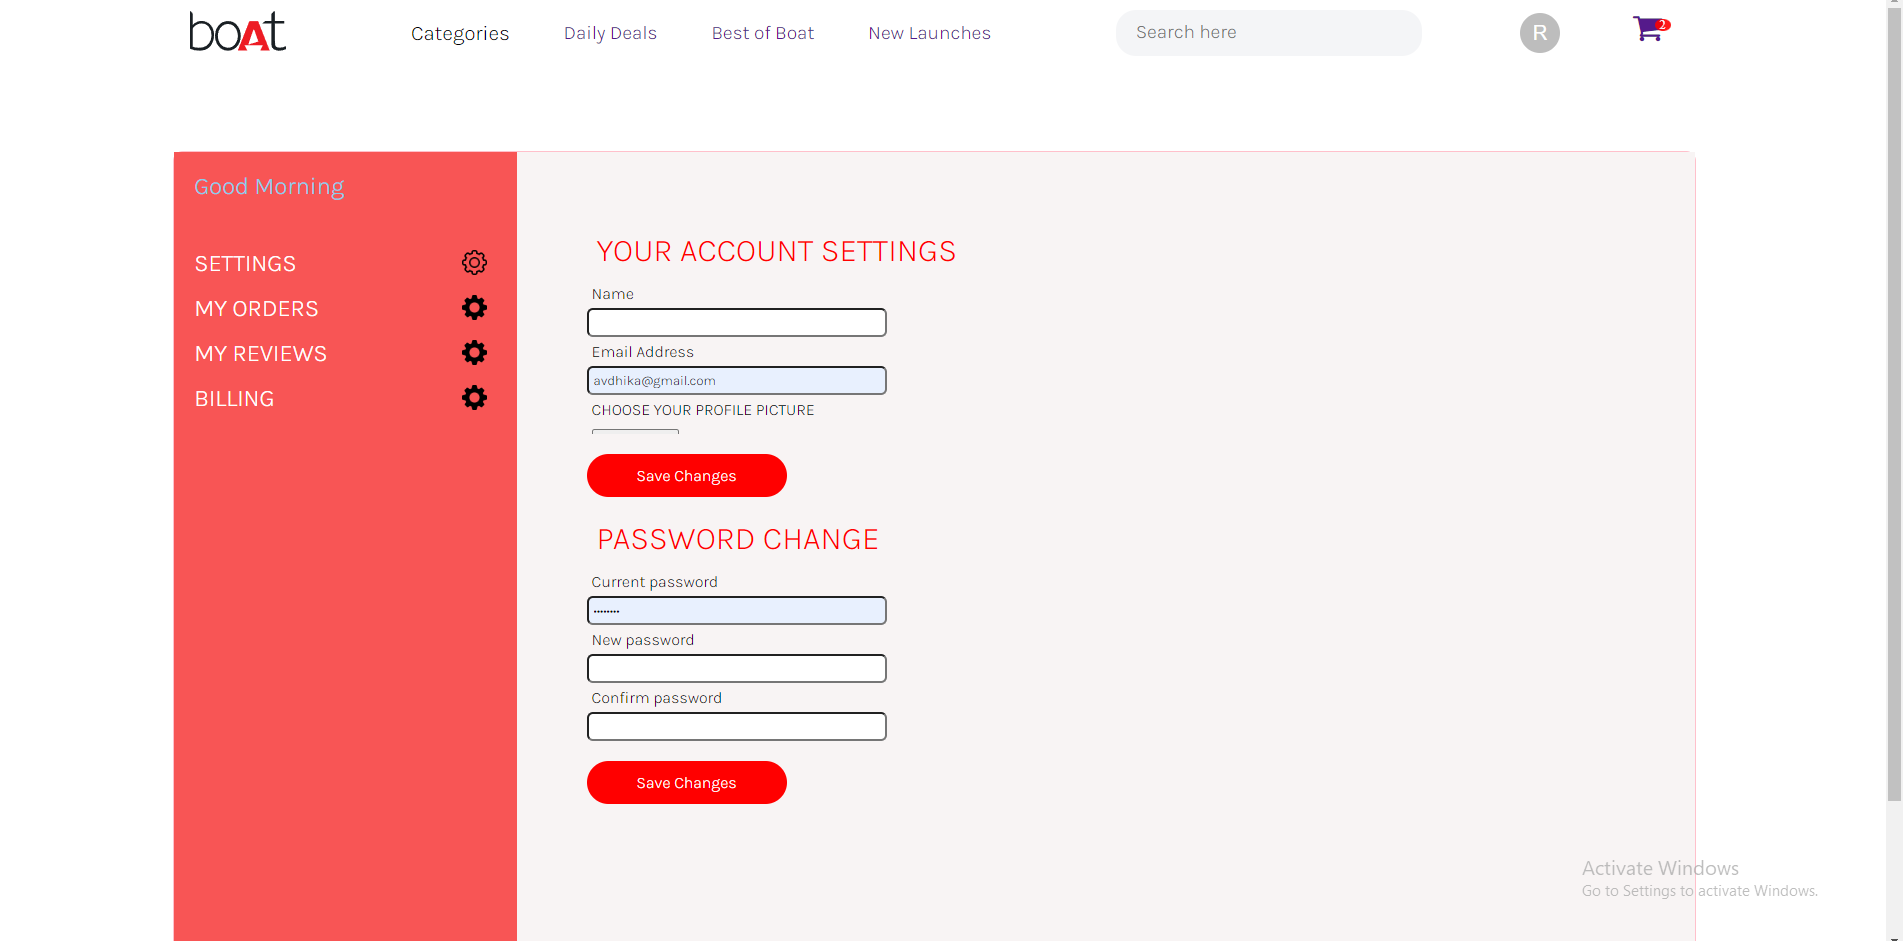 boAt
Categories
Daily Deals
Best of Boat
New Launches
Search here
R
2
Good Morning
SETTINGS
MY ORDERS
MY REVIEWS
BILLING
YOUR ACCOUNT SETTINGS
Name
Email Address
avdhika@gmail.com
CHOOSE YOUR PROFILE PICTURE
Save Changes
PASSWORD CHANGE
Current password
••••••••
New password
Confirm password
Save Changes
Activate Windows
Go to Settings to activate Windows.